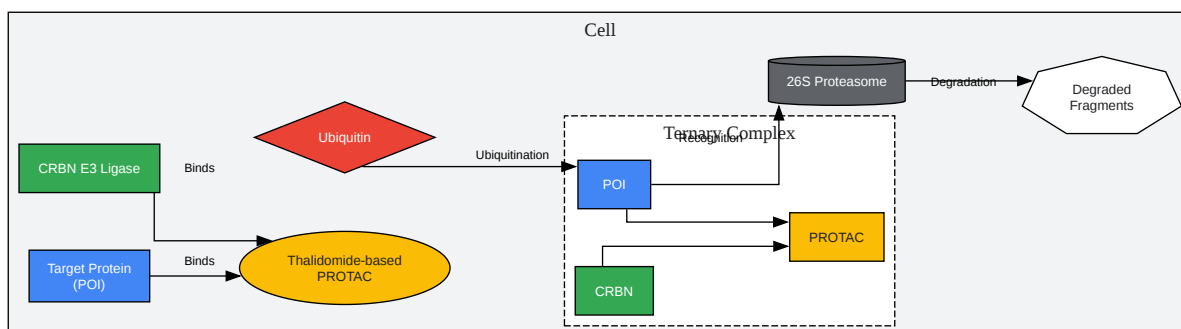 Cell
26S Proteasome
Degradation
Degraded
Fragments
Ubiquitin
Ternary Complex
Recognition
CRBN E3 Ligase
Binds
Ubiquitination
POI
PROTAC
Target Protein
(POI)
Binds
Thalidomide-based
PROTAC
CRBN